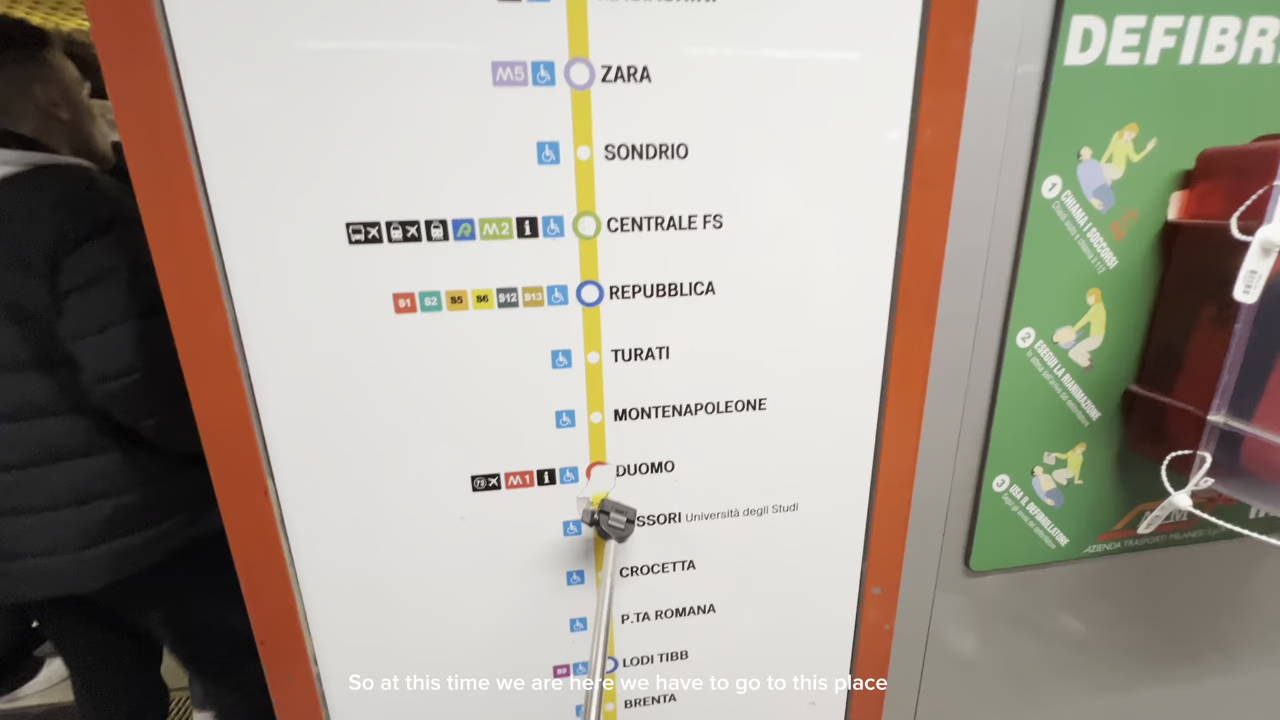 M5 ZARA
SONDRIO
M2 i CENTRALE FS
S1 S2 S5 S6 S12 S13 REPUBBLICA
TURATI
MONTENAPOLEONE
73 M1 i DUOMO
SSORI Università degli Studi
CROCETTA
P.TA ROMANA
LODI TIBB
BRENTA
So at this time we are here we have to go to this place
DEFIBR
1 CHIAMA I SOCCORSI
2 ESEGUI LA RIANIMAZIONE
3 USA IL DEFIBRILLATORE
AZIENDA TRASPORTI MILANESI